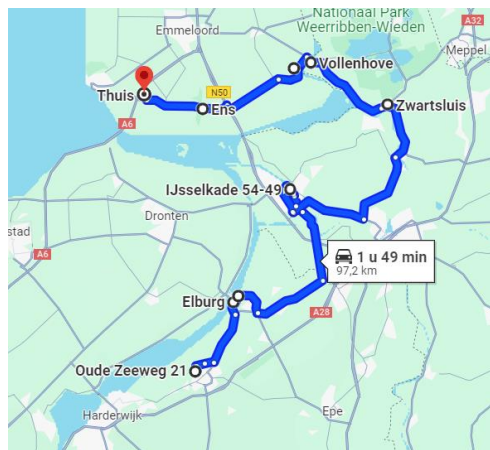 Nationaal Park
Weerribben-Wieden
A32
Emmeloord
Meppel
Vollenhove
Thuis
N50
Ens
Zwartsluis
A6
IJsselkade 54-49
Dronten
stad
A6
1 u 49 min
97,2 km
Elburg
A28
Oude Zeeweg 21
Harderwijk
Epe